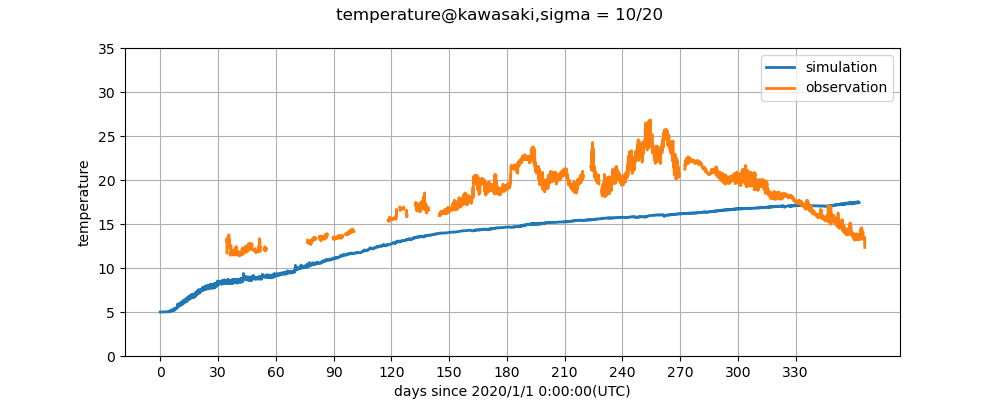 temperature@kawasaki,sigma = 10/20
35
30
25
20
15
10
5
0
temperature
simulation
observation
0 30 60 90 120 150 180 210 240 270 300 330
days since 2020/1/1 0:00:00(UTC)